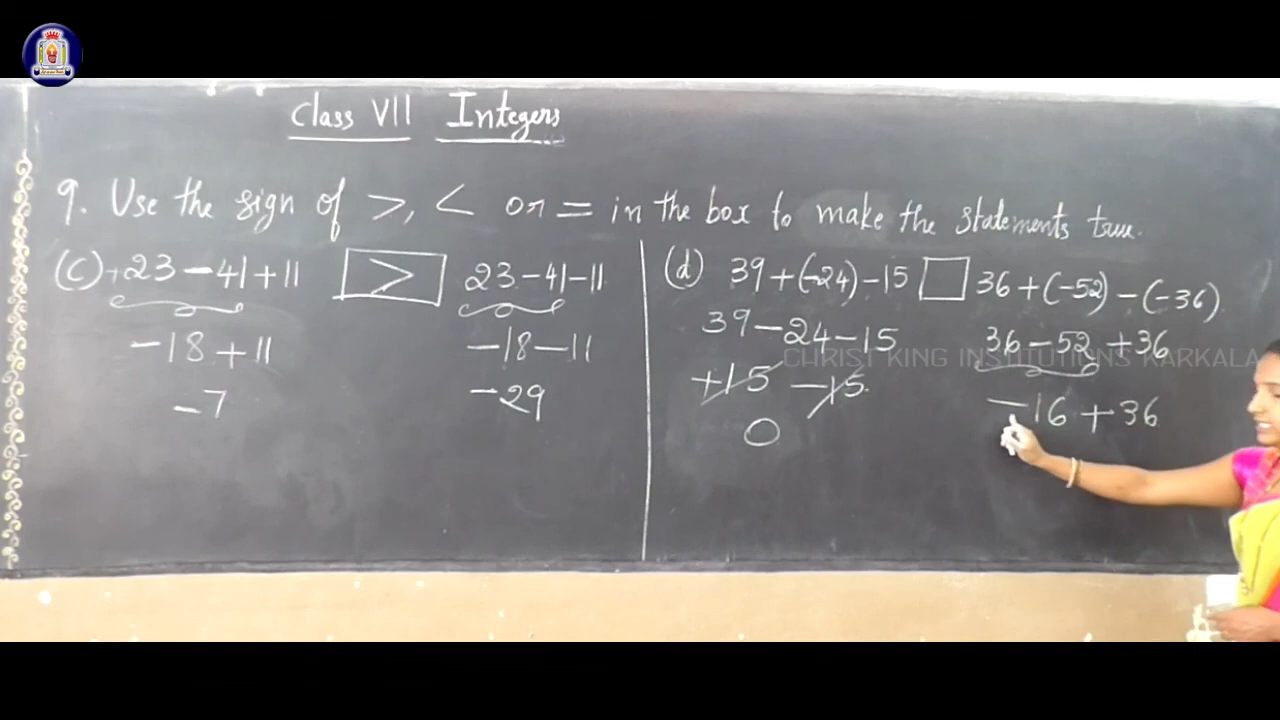 Class VII Integers
9. Use the sign of >, < or = in the box to make the statements true.
(c) +23 - 41 + 11 > 23 - 41 - 11
-18 + 11 -18 - 11
-7 -29
(d) 39 + (-24) - 15 □ 36 + (-52) - (-36)
39 - 24 - 15 36 - 52 + 36
+15 - 15 -16 + 36
0
CHRIST KING INSTITUTIONS KARKALA